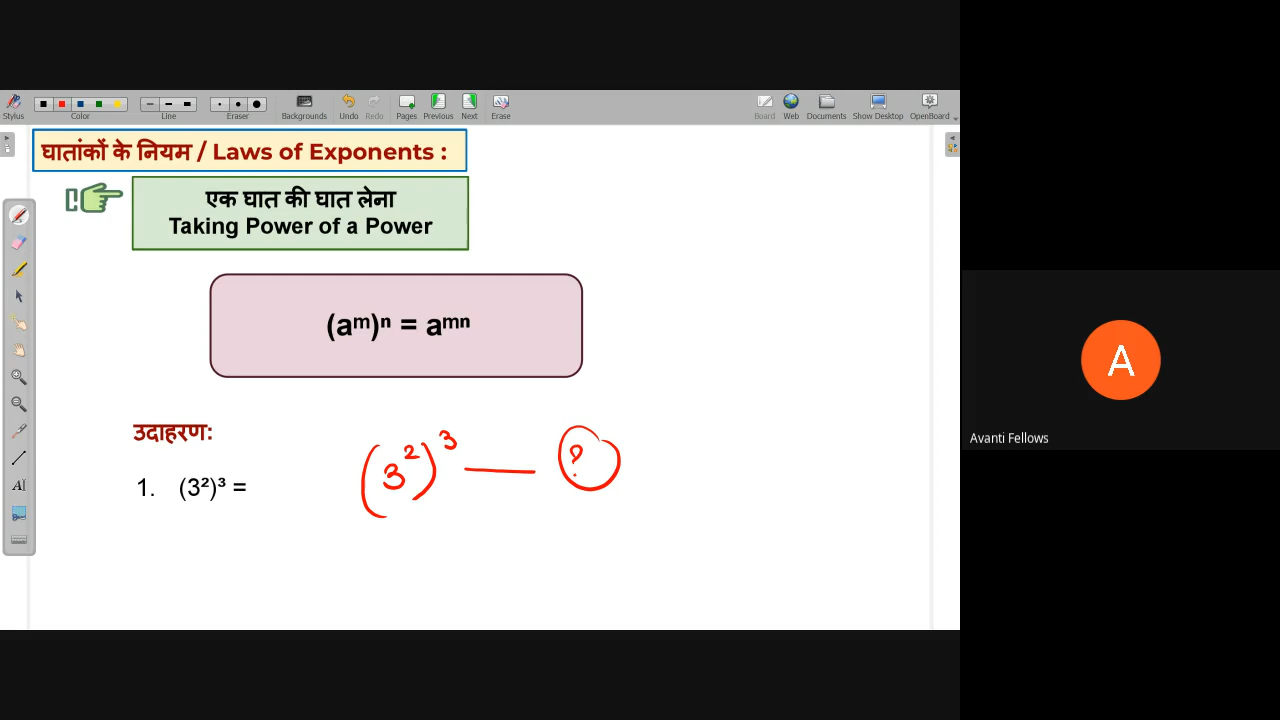 Stylus
Color
Line
Eraser
Backgrounds
Undo
Redo
Pages
Previous
Next
Erase
Board
Web
Documents
Show Desktop
OpenBoard
घातांकों के नियम / Laws of Exponents :
एक घात की घात लेना
Taking Power of a Power
(aᵐ)ⁿ = aᵐⁿ
उदाहरण:
1. (3²)³ =
(3²)³ — ?
A
Avanti Fellows